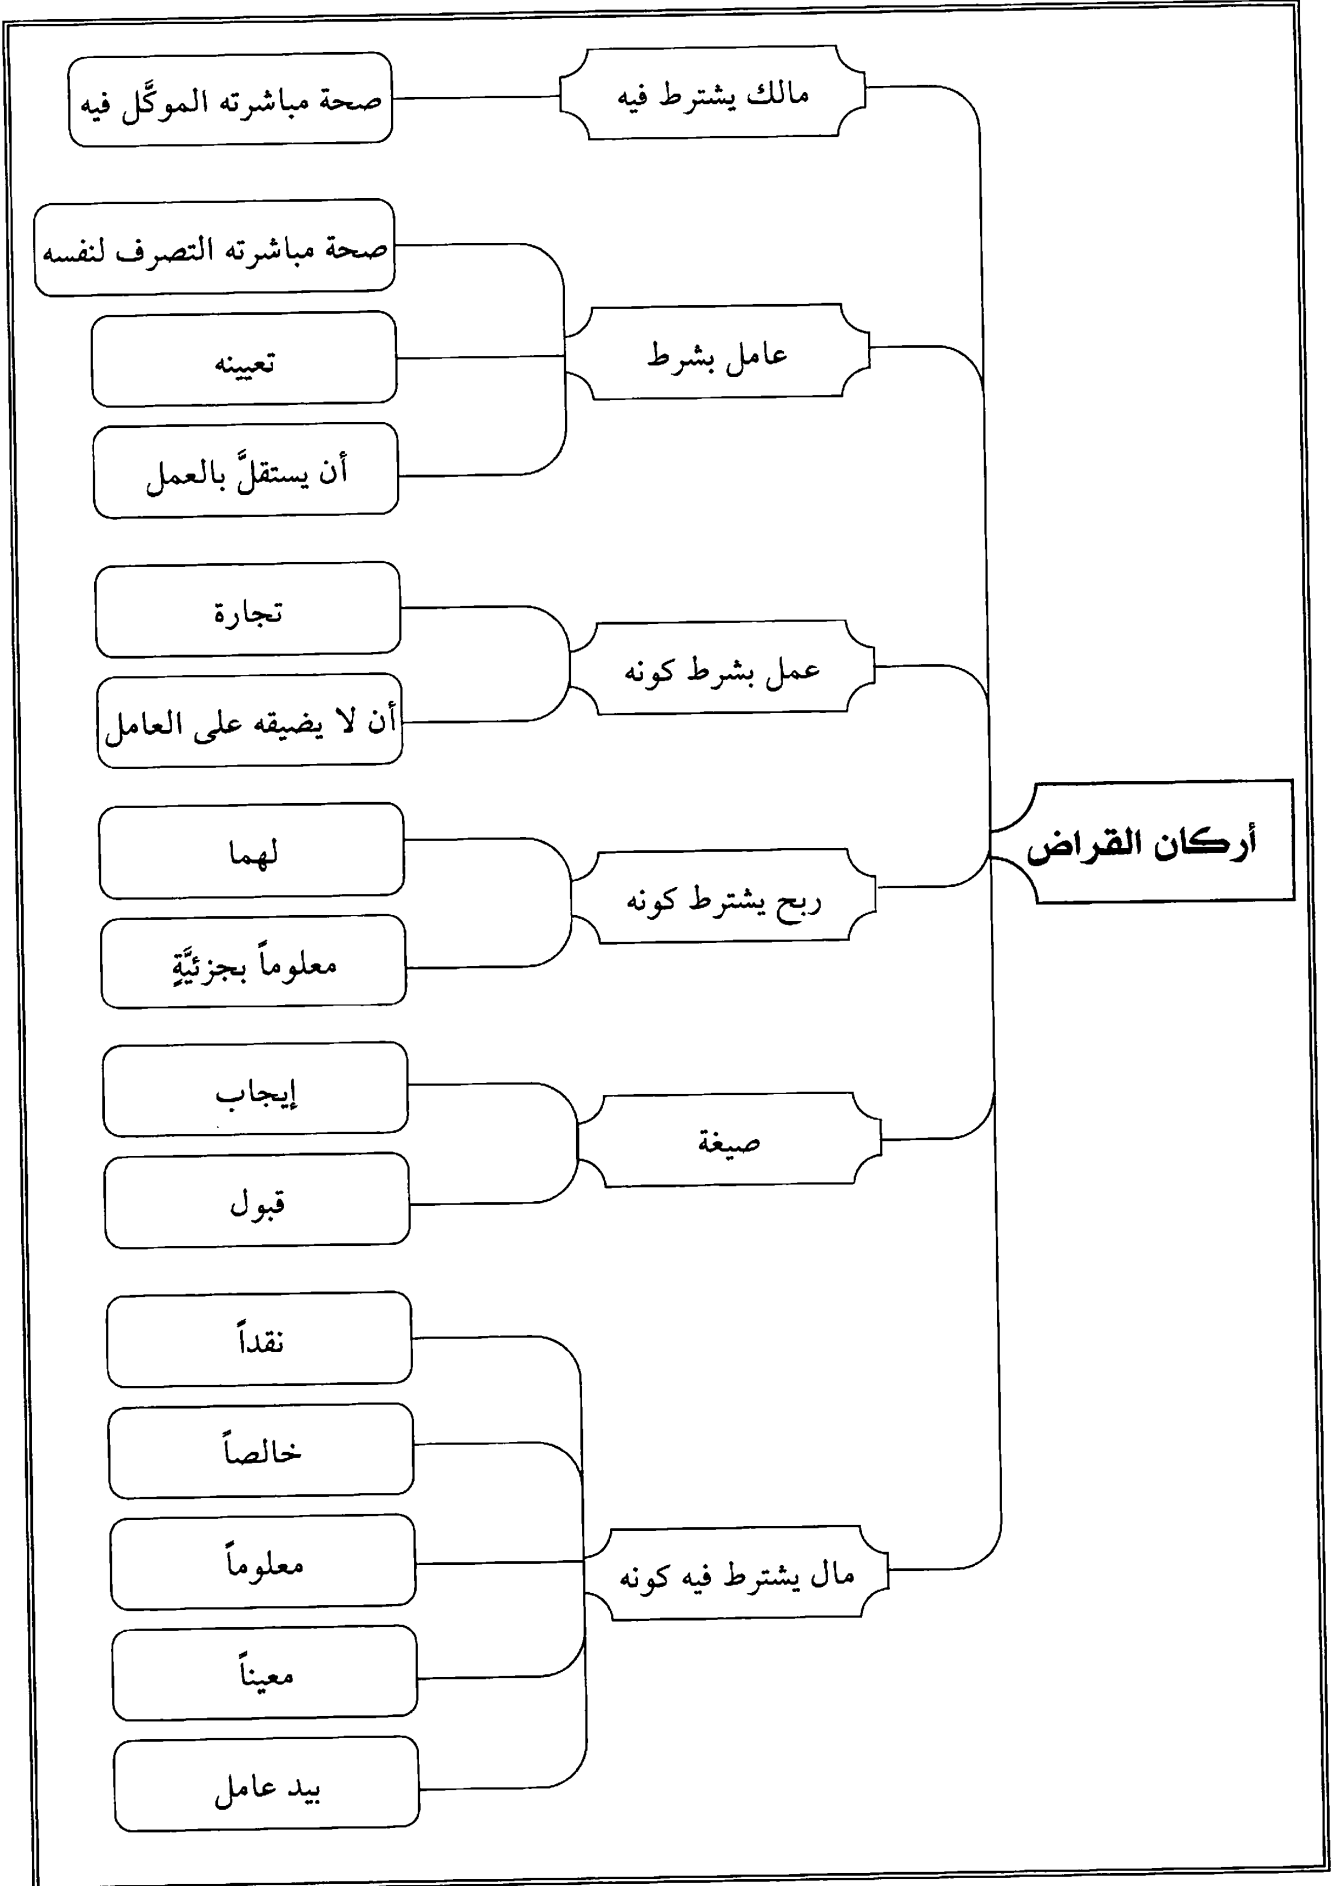 أركان القراض
مالك يشترط فيه
صحة مباشرته الموكَّل فيه
عامل بشرط
صحة مباشرته التصرف لنفسه
تعيينه
أن يستقلَّ بالعمل
عمل بشرط كونه
تجارة
أن لا يضيقه على العامل
ربح يشترط كونه
لهما
معلوماً بجزئيَّةٍ
صيغة
إيجاب
قبول
مال يشترط فيه كونه
نقداً
خالصاً
معلوماً
معيناً
بيد عامل